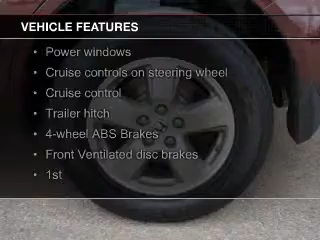 VEHICLE FEATURES
• Power windows
• Cruise controls on steering wheel
• Cruise control
• Trailer hitch
• 4-wheel ABS Brakes
• Front Ventilated disc brakes
• 1st